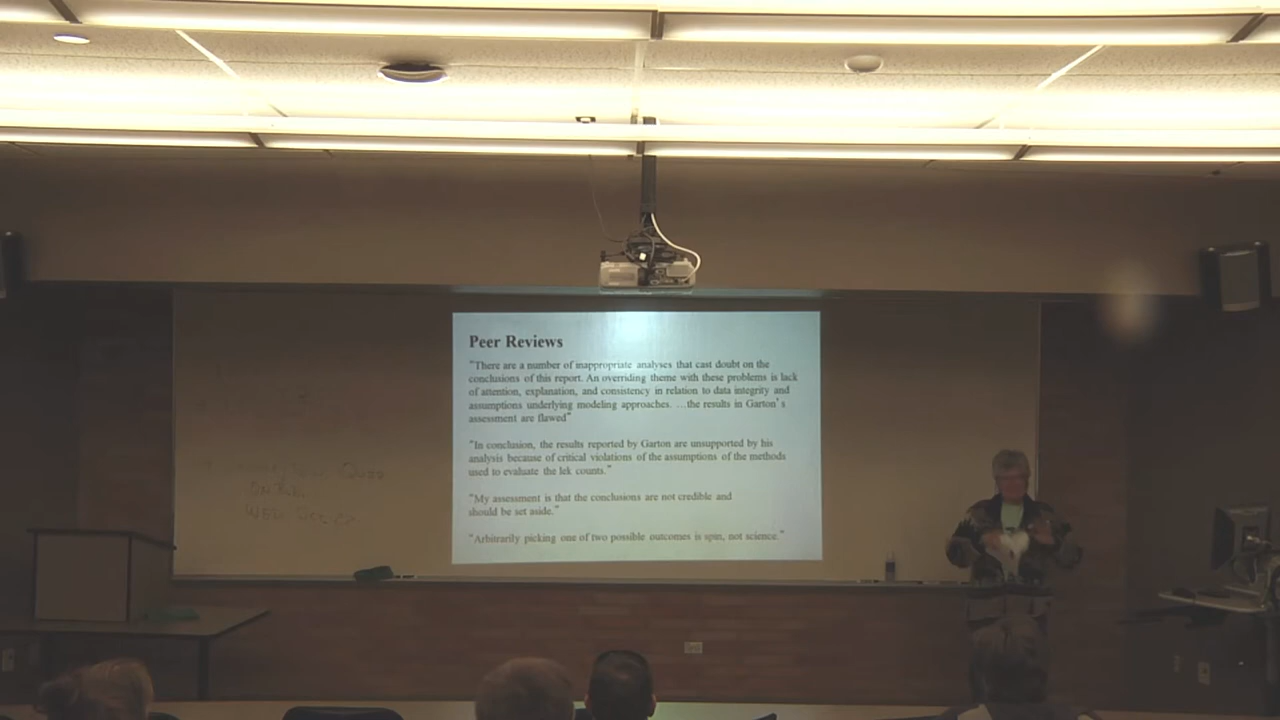 Peer Reviews
"There are a number of inappropriate analyses that cast doubt on the
conclusions of this report. An overriding theme with these problems is lack
of attention, explanation, and consistency in relation to data integrity and
assumptions underlying modeling approaches. …the results in Garton's
assessment are flawed"
"In conclusion, the results reported by Garton are unsupported by his
analysis because of critical violations of the assumptions of the methods
used to evaluate the lek counts."
"My assessment is that the conclusions are not credible and
should be set aside."
"Arbitrarily picking one of two possible outcomes is spin, not science."